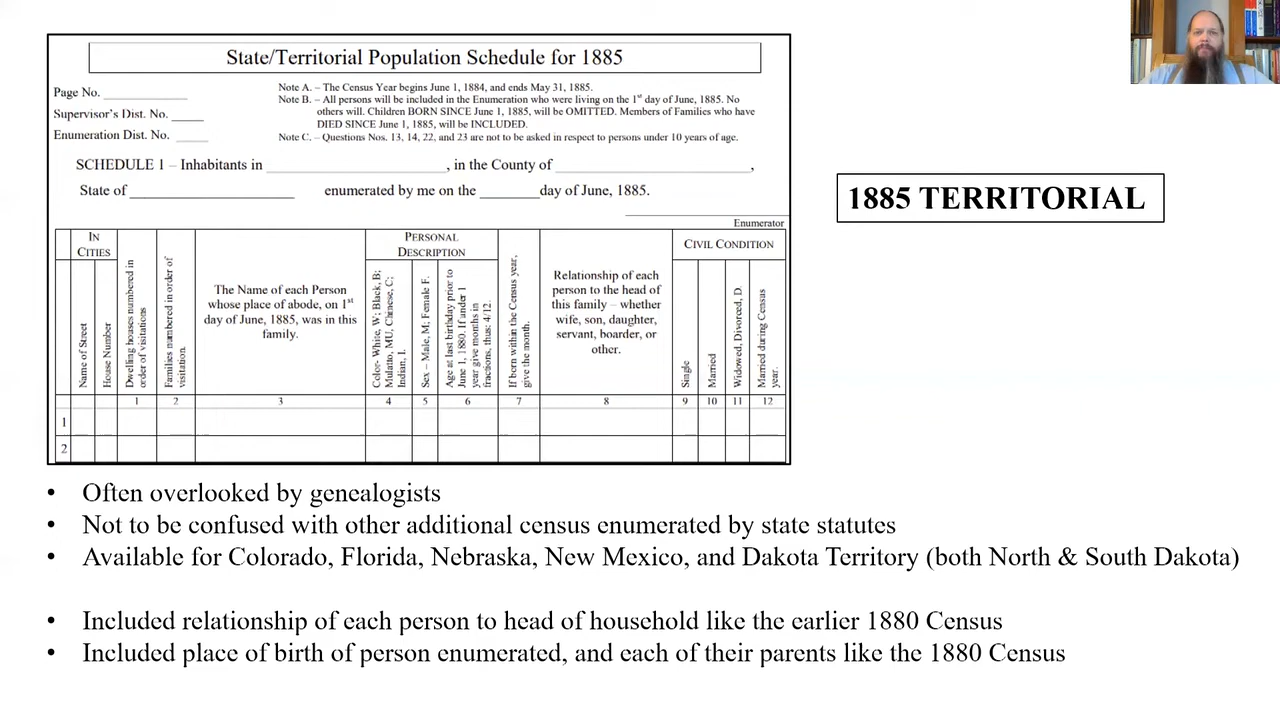 State/Territorial Population Schedule for 1885
Page No. ______________
Supervisor's Dist. No. _____
Enumeration Dist. No. _____
Note A. – The Census Year begins June 1, 1884, and ends May 31, 1885.
Note B. – All persons will be included in the Enumeration who were living on the 1st day of June, 1885. No
others will. Children BORN SINCE June 1, 1885, will be OMITTED. Members of Families who have
DIED SINCE June 1, 1885, will be INCLUDED.
Note C. – Questions Nos. 13, 14, 22, and 23 are not to be asked in respect to persons under 10 years of age.
SCHEDULE 1 – Inhabitants in ____________________, in the County of ______________________,
State of __________________ enumerated by me on the _______day of June, 1885.
Enumerator
IN
CITIES
Name of Street
House Number
Dwelling houses numbered in
order of visitations
Families numbered in order of
visitation.
The Name of each Person
whose place of abode, on 1st
day of June, 1885, was in this
family.
PERSONAL
DESCRIPTION
Color- White, W; Black, B;
Mulatto, MU, Chinese, C;
Indian, I.
Sex – Male, M; Female F.
Age at last birthday prior to
June 1, 1880. If under 1
year give months in
fractions, thus: 4/12.
If born within the Census year,
give the month.
Relationship of each
person to the head of
this family – whether
wife, son, daughter,
servant, boarder, or
other.
CIVIL CONDITION
Single
Married
Widowed, Divorced, D.
Married during Census
year.
1 2 3 4 5 6 7 8 9 10 11 12
1
2
1885 TERRITORIAL
• Often overlooked by genealogists
• Not to be confused with other additional census enumerated by state statutes
• Available for Colorado, Florida, Nebraska, New Mexico, and Dakota Territory (both North & South Dakota)
• Included relationship of each person to head of household like the earlier 1880 Census
• Included place of birth of person enumerated, and each of their parents like the 1880 Census